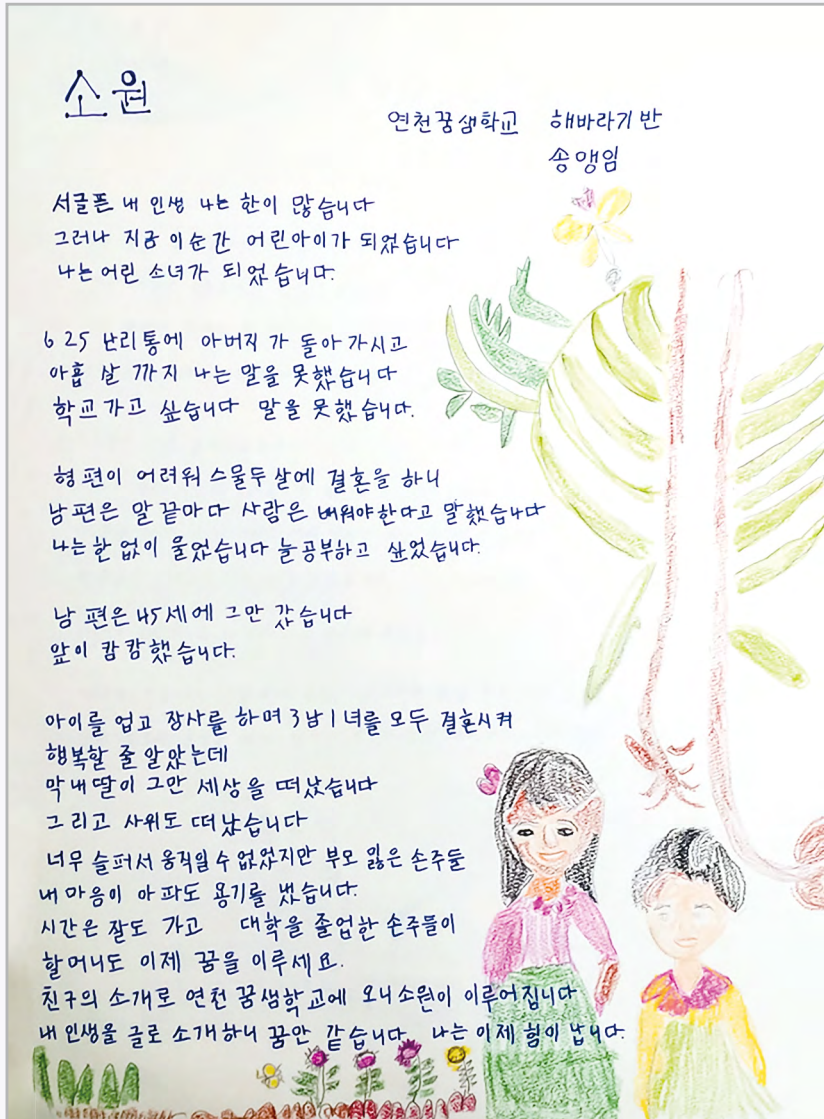 소원
연천꿈샘학교 해바라기반
송앵임
서글픈 내 인생 나는 한이 많습니다
그러나 지금 이순간 어린아이가 되었습니다
나는 어린 소녀가 되었습니다.
6 25 난리통에 아버지가 돌아가시고
아홉 살 까지 나는 말을 못했습니다
학교가고 싶습니다 말을 못했습니다.
형편이 어려워 스물두살에 결혼을 하니
남편은 말끝마다 사람은 배워야한다고 말했습니다
나는한없이 울었습니다 늘공부하고 싶었습니다.
남편은 45세에 그만 갔습니다
앞이 캄캄했습니다.
아이를 업고 장사를 하며 3남1녀를 모두 결혼시켜
행복할 줄 알았는데
막내딸이 그만 세상을 떠났습니다
그리고 사위도 떠났습니다
너무 슬퍼서 움직일수 없었지만 부모 잃은 손주들
내 마음이 아파도 용기를 냈습니다.
시간은 잘도 가고 대학을 졸업한 손주들이
할머니도 이제 꿈을 이루세요.
친구의 소개로 연천 꿈샘학교에 오니소원이 이루어집니다
내 인생을 글로 소개하니 꿈만 같습니다. 나는 이제 힘이 납니다.